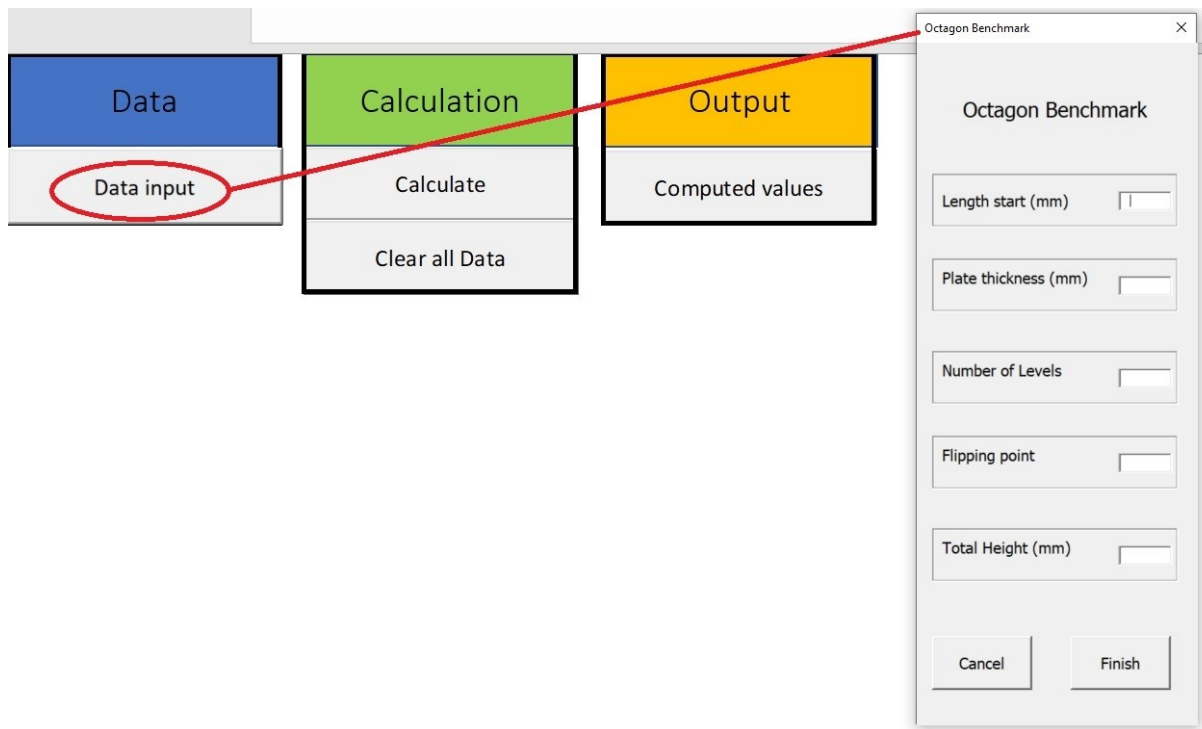 Octagon Benchmark
Data
Calculation
Output
Data input
Calculate
Computed values
Clear all Data
Octagon Benchmark
Length start (mm)
Plate thickness (mm)
Number of Levels
Flipping point
Total Height (mm)
Cancel
Finish